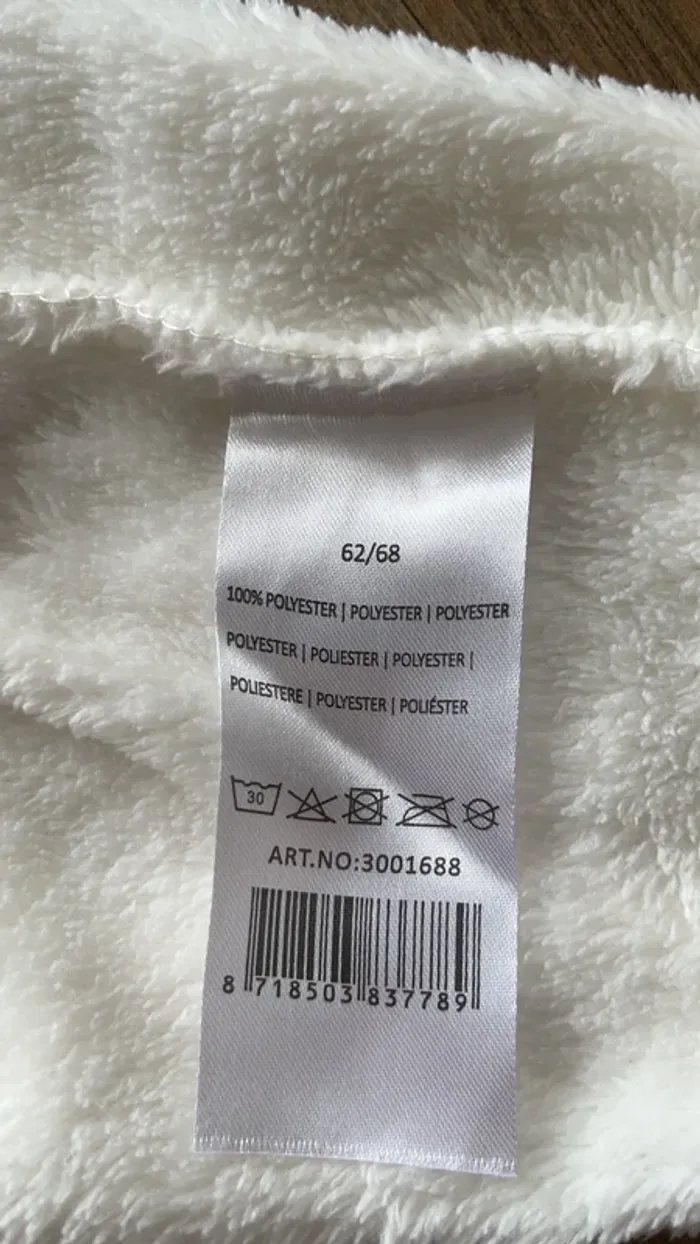 62/68
100% POLYESTER | POLYESTER | POLYESTER
POLYESTER | POLIESTER | POLYESTER |
POLIESTERE | POLYESTER | POLIÉSTER
30
ART.NO:3001688
8 718503 837789